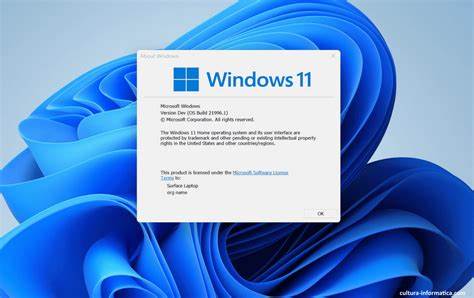 About Windows
Windows 11
Microsoft Windows
Version Dev (OS Build 21996.1)
© Microsoft Corporation. All rights reserved.
The Windows 11 Home operating system and its user interface are
protected by trademark and other pending or existing intellectual property
rights in the United States and other countries/regions.
This product is licensed under the Microsoft Software License
Terms to:
Surface Laptop
org name
OK
cultura-informatica.com